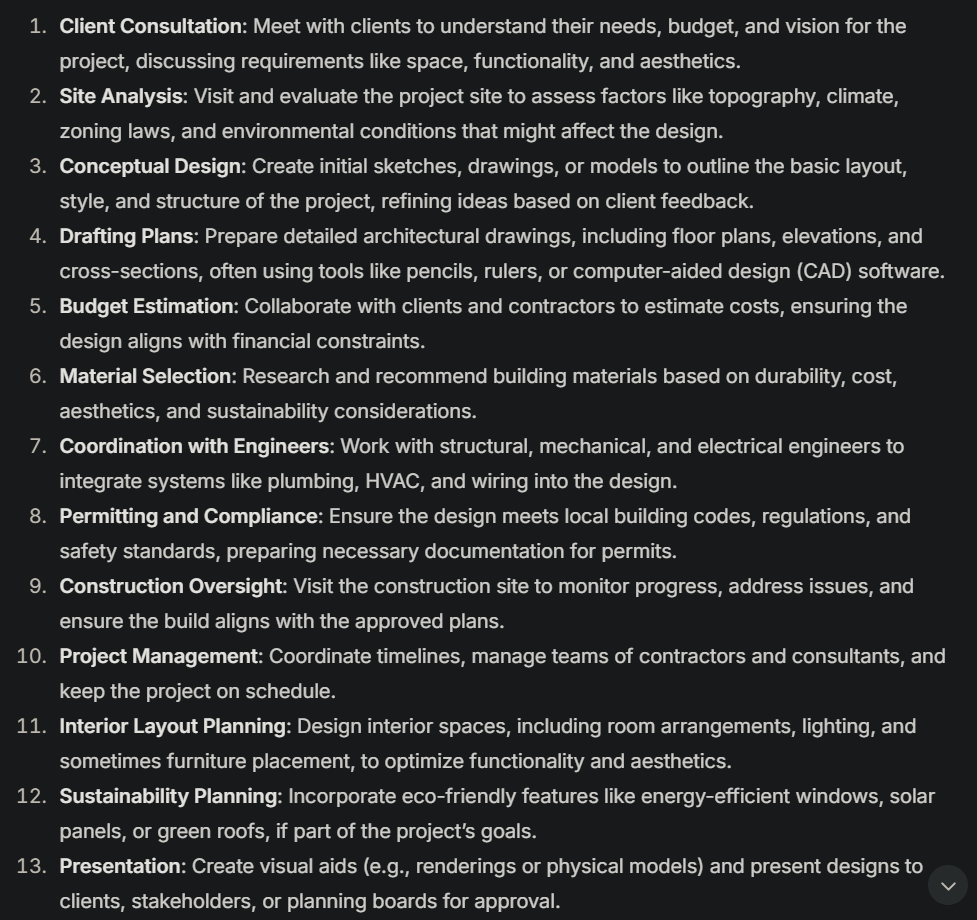 1. Client Consultation: Meet with clients to understand their needs, budget, and vision for the
project, discussing requirements like space, functionality, and aesthetics.
2. Site Analysis: Visit and evaluate the project site to assess factors like topography, climate,
zoning laws, and environmental conditions that might affect the design.
3. Conceptual Design: Create initial sketches, drawings, or models to outline the basic layout,
style, and structure of the project, refining ideas based on client feedback.
4. Drafting Plans: Prepare detailed architectural drawings, including floor plans, elevations, and
cross-sections, often using tools like pencils, rulers, or computer-aided design (CAD) software.
5. Budget Estimation: Collaborate with clients and contractors to estimate costs, ensuring the
design aligns with financial constraints.
6. Material Selection: Research and recommend building materials based on durability, cost,
aesthetics, and sustainability considerations.
7. Coordination with Engineers: Work with structural, mechanical, and electrical engineers to
integrate systems like plumbing, HVAC, and wiring into the design.
8. Permitting and Compliance: Ensure the design meets local building codes, regulations, and
safety standards, preparing necessary documentation for permits.
9. Construction Oversight: Visit the construction site to monitor progress, address issues, and
ensure the build aligns with the approved plans.
10. Project Management: Coordinate timelines, manage teams of contractors and consultants, and
keep the project on schedule.
11. Interior Layout Planning: Design interior spaces, including room arrangements, lighting, and
sometimes furniture placement, to optimize functionality and aesthetics.
12. Sustainability Planning: Incorporate eco-friendly features like energy-efficient windows, solar
panels, or green roofs, if part of the project's goals.
13. Presentation: Create visual aids (e.g., renderings or physical models) and present designs to
clients, stakeholders, or planning boards for approval.